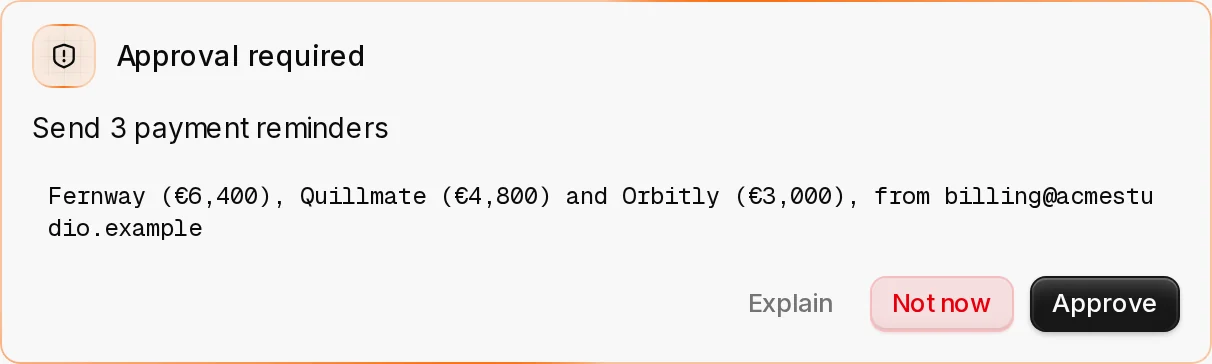 Approval required
Send 3 payment reminders
Fernway (€6,400), Quillmate (€4,800) and Orbitly (€3,000), from billing@acmestu
dio.example
Explain
Not now
Approve